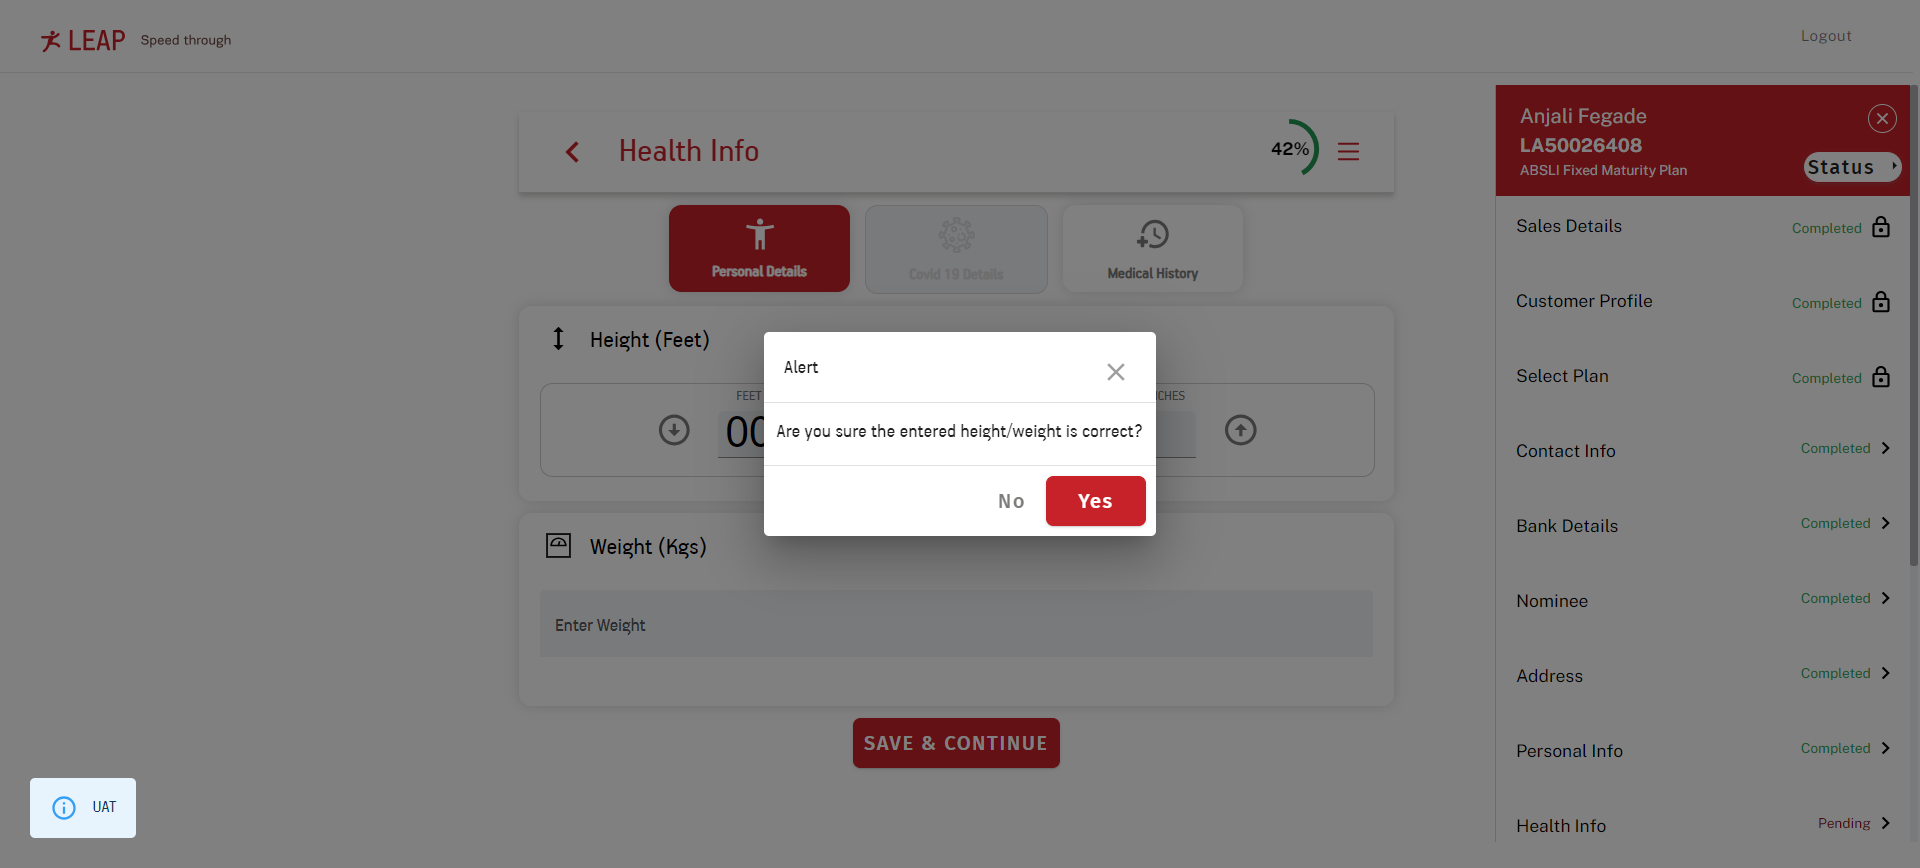 LEAP Speed through
Logout
Health Info
42%
Personal Details
Covid 19 Details
Medical History
Height (Feet)
FEET
00
Weight (Kgs)
Enter Weight
SAVE & CONTINUE
Alert
Are you sure the entered height/weight is correct?
No
Yes
UAT
Anjali Fegade
LA50026408
ABSLI Fixed Maturity Plan
Status
Sales Details
Completed
Customer Profile
Completed
Select Plan
Completed
Contact Info
Completed
Bank Details
Completed
Nominee
Completed
Address
Completed
Personal Info
Completed
Health Info
Pending